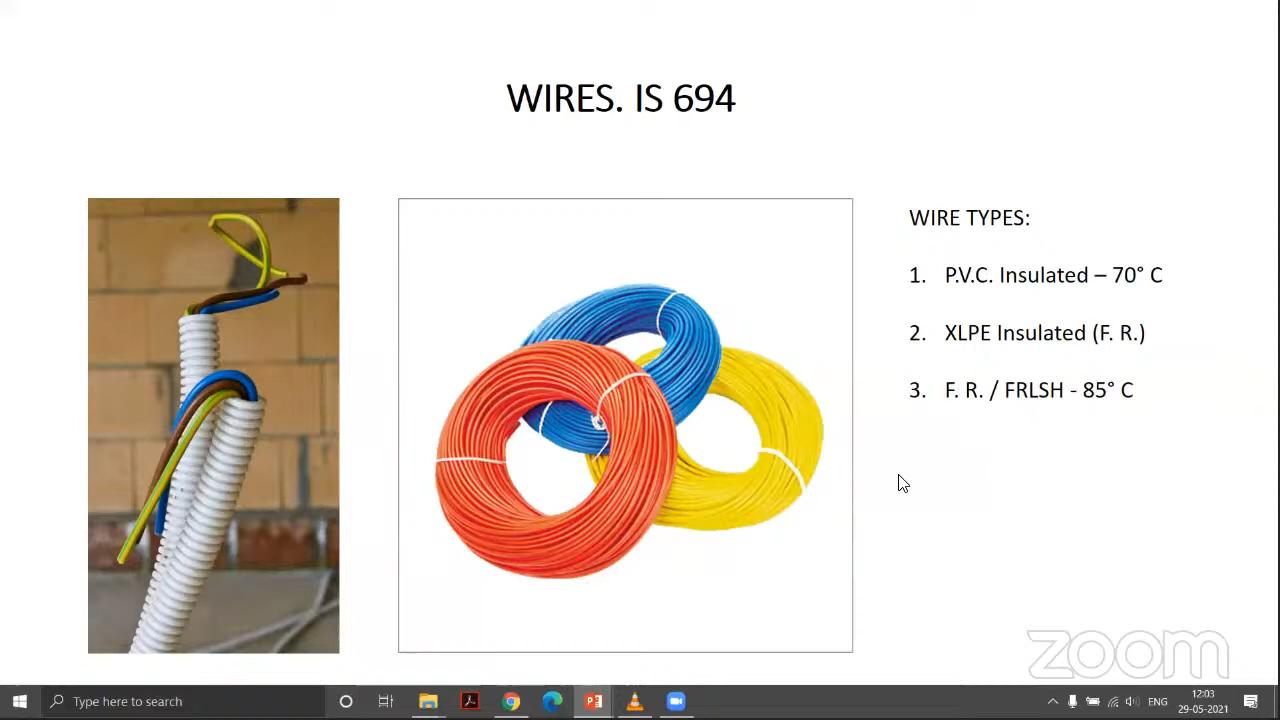 WIRES. IS 694
WIRE TYPES:
1. P.V.C. Insulated – 70° C
2. XLPE Insulated (F. R.)
3. F. R. / FRLSH - 85° C
zoom
Type here to search
ENG
12:03
29-05-2021